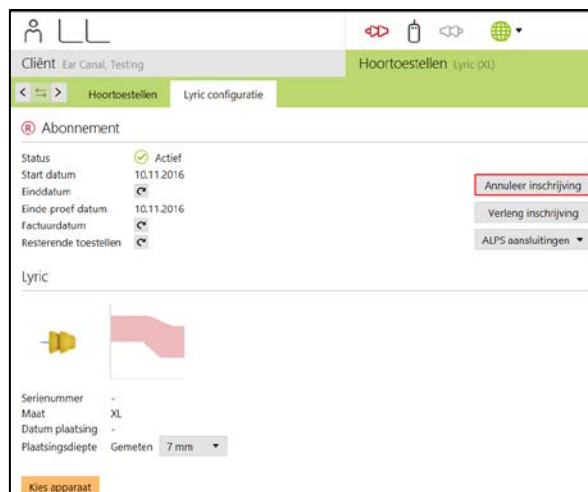 Cliënt Ear Canal, Testing
Hoortoestellen Lyric (XL)
Hoortoestellen Lyric configuratie
R Abonnement
Status Actief
Start datum 10.11.2016
Einddatum
Einde proef datum 10.11.2016
Factuurdatum
Resterende toestellen
Annuleer inschrijving
Verleng inschrijving
ALPS aansluitingen
Lyric
Serienummer -
Maat XL
Datum plaatsing -
Plaatsingsdiepte Gemeten 7 mm
Kies apparaat